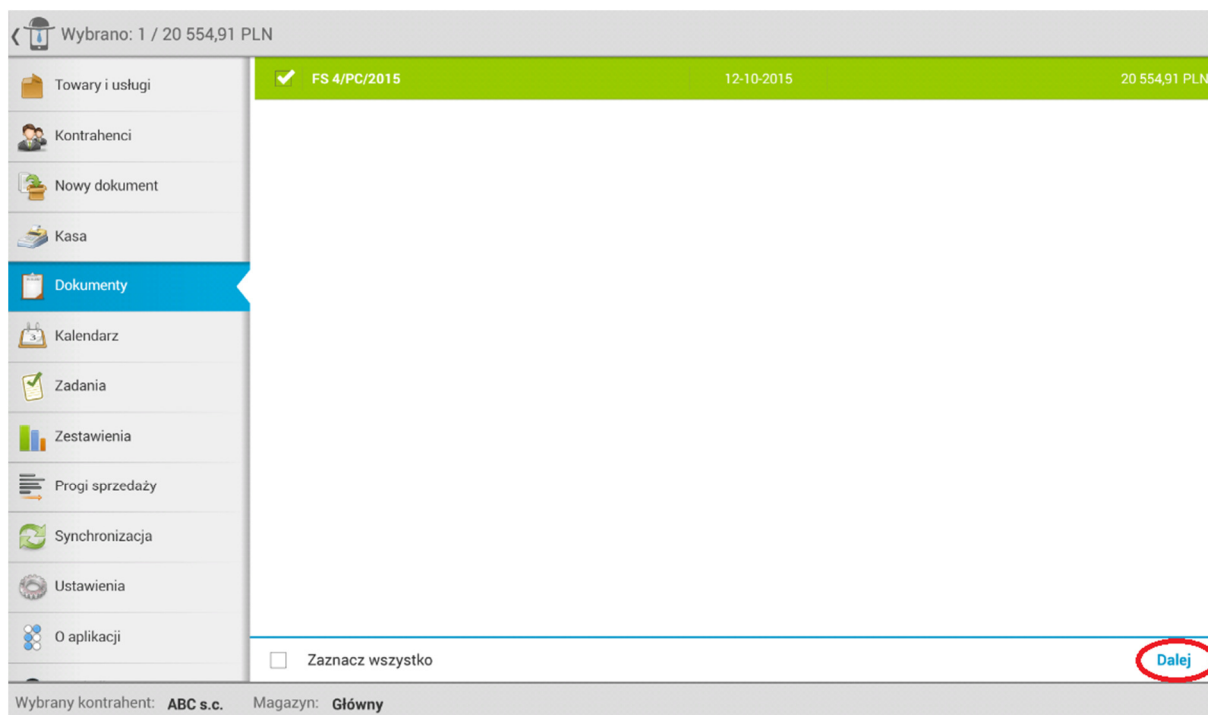 Wybrano: 1 / 20 554,91 PLN
Towary i usługi
FS 4/PC/2015 12-10-2015 20 554,91 PLN
Kontrahenci
Nowy dokument
Kasa
Dokumenty
Kalendarz
Zadania
Zestawienia
Progi sprzedaży
Synchronizacja
Ustawienia
O aplikacji
Zaznacz wszystko Dalej
Wybrany kontrahent: ABC s.c. Magazyn: Główny